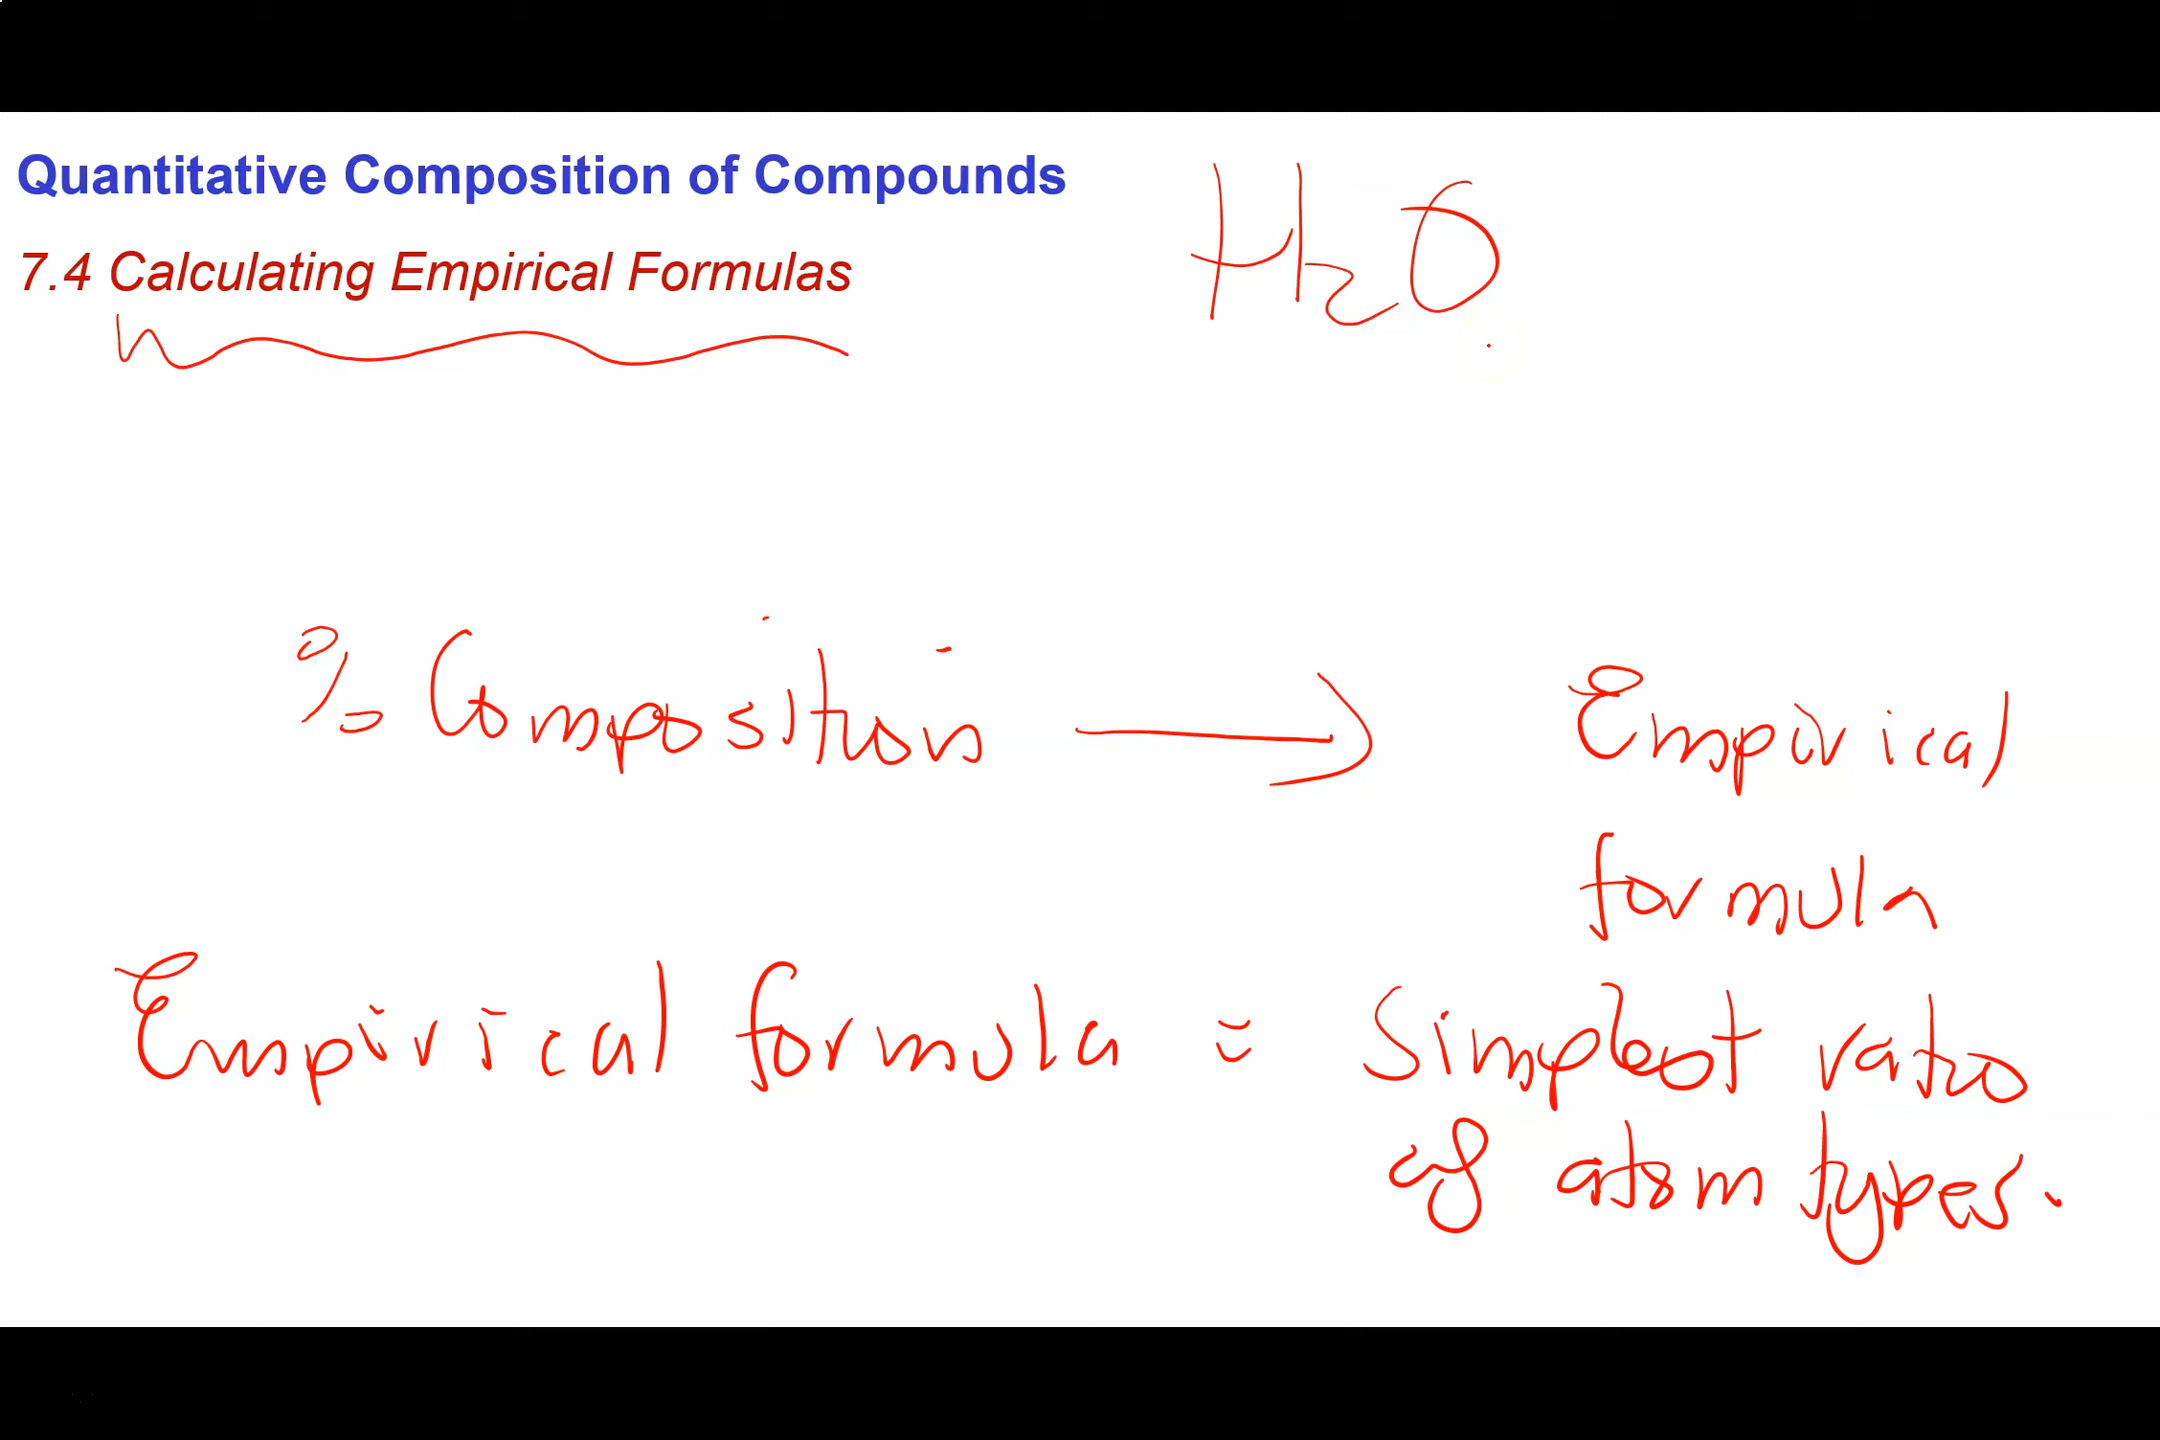 Quantitative Composition of Compounds
H₂O
7.4 Calculating Empirical Formulas
% Composition → Empirical
formula
Empirical formula = Simplest ratio
of atom types.